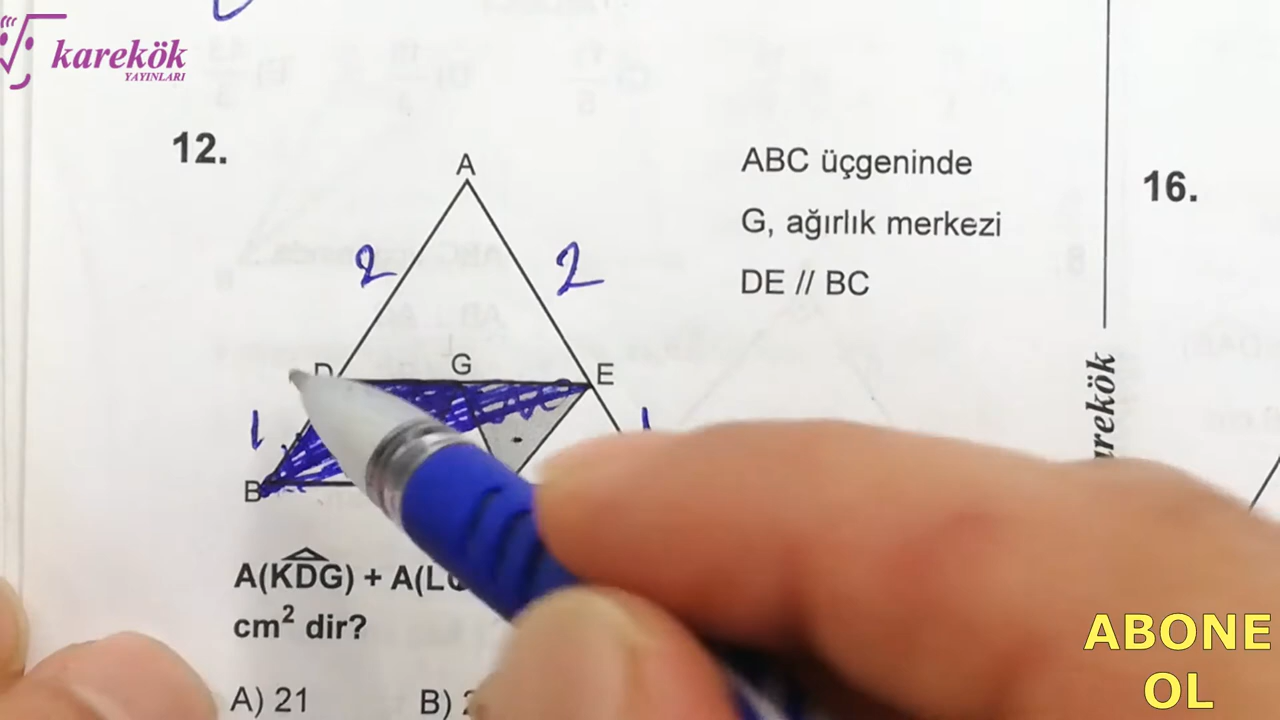 karekök
YAYINLARI
12.
A
ABC üçgeninde
G, ağırlık merkezi
DE // BC
16.
2
2
G
E
1
B
A(KDG) + A(L
cm² dir?
A) 21
B)
ABONE
OL